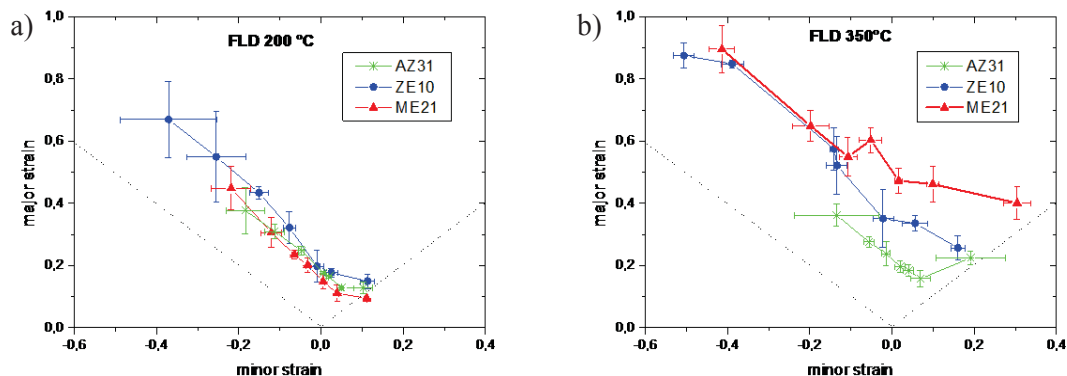 a)
FLD 200 ºC
AZ31
ZE10
ME21
major strain
1,0
0,8
0,6
0,4
0,2
0,0
-0,6 -0,4 -0,2 0,0 0,2 0,4
minor strain
b)
FLD 350ºC
AZ31
ZE10
ME21
major strain
1,0
0,8
0,6
0,4
0,2
0,0
-0,6 -0,4 -0,2 0,0 0,2 0,4
minor strain